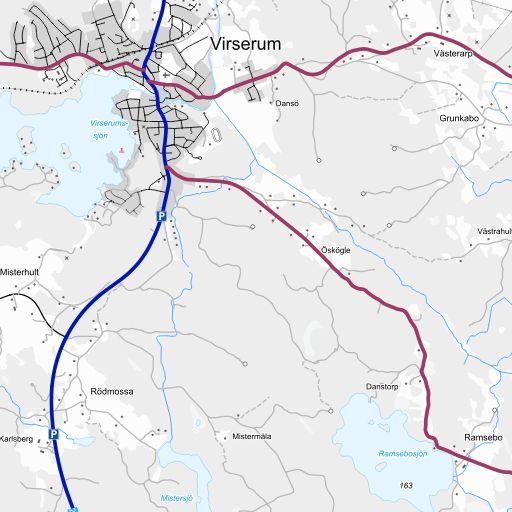 Virserum
Västerarp
Dansö
Grunkabo
Virserums-
sjön
P
Västrahult
Öskögle
Misterhult
Danstorp
Rödmossa
P
Karlsberg
Mistermåla
Ramsebo
Ramsebosjön
163
Mistersjö